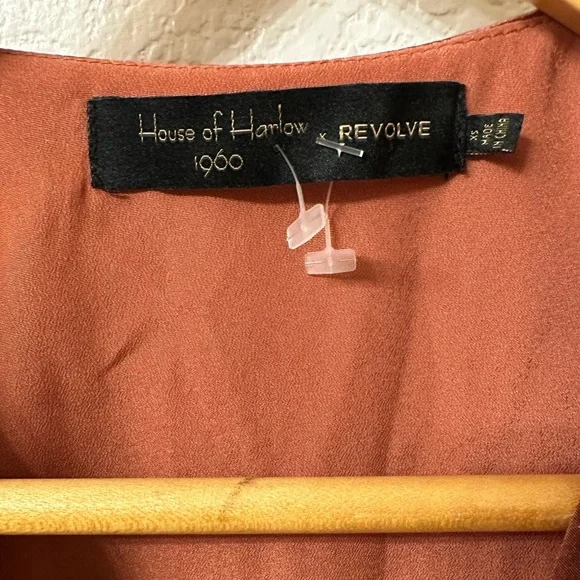 House of Harlow x REVOLVE
1960
XS
MADE
IN CHINA